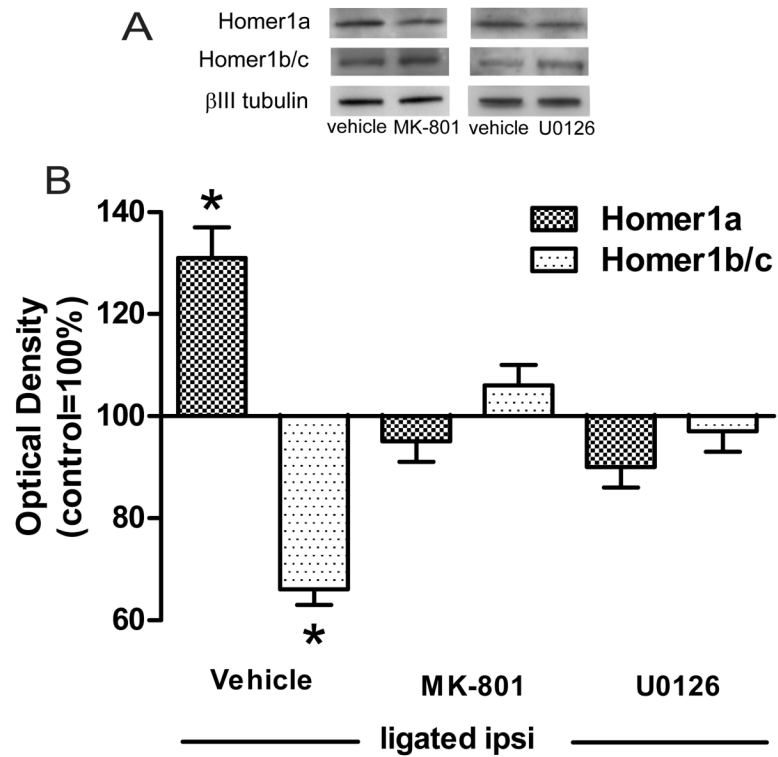 A
Homer1a
Homer1b/c
βIII tubulin
vehicle MK-801 vehicle U0126
B
Optical Density
(control=100%)
140
120
100
80
60
*
*
Homer1a
Homer1b/c
Vehicle MK-801 U0126
ligated ipsi